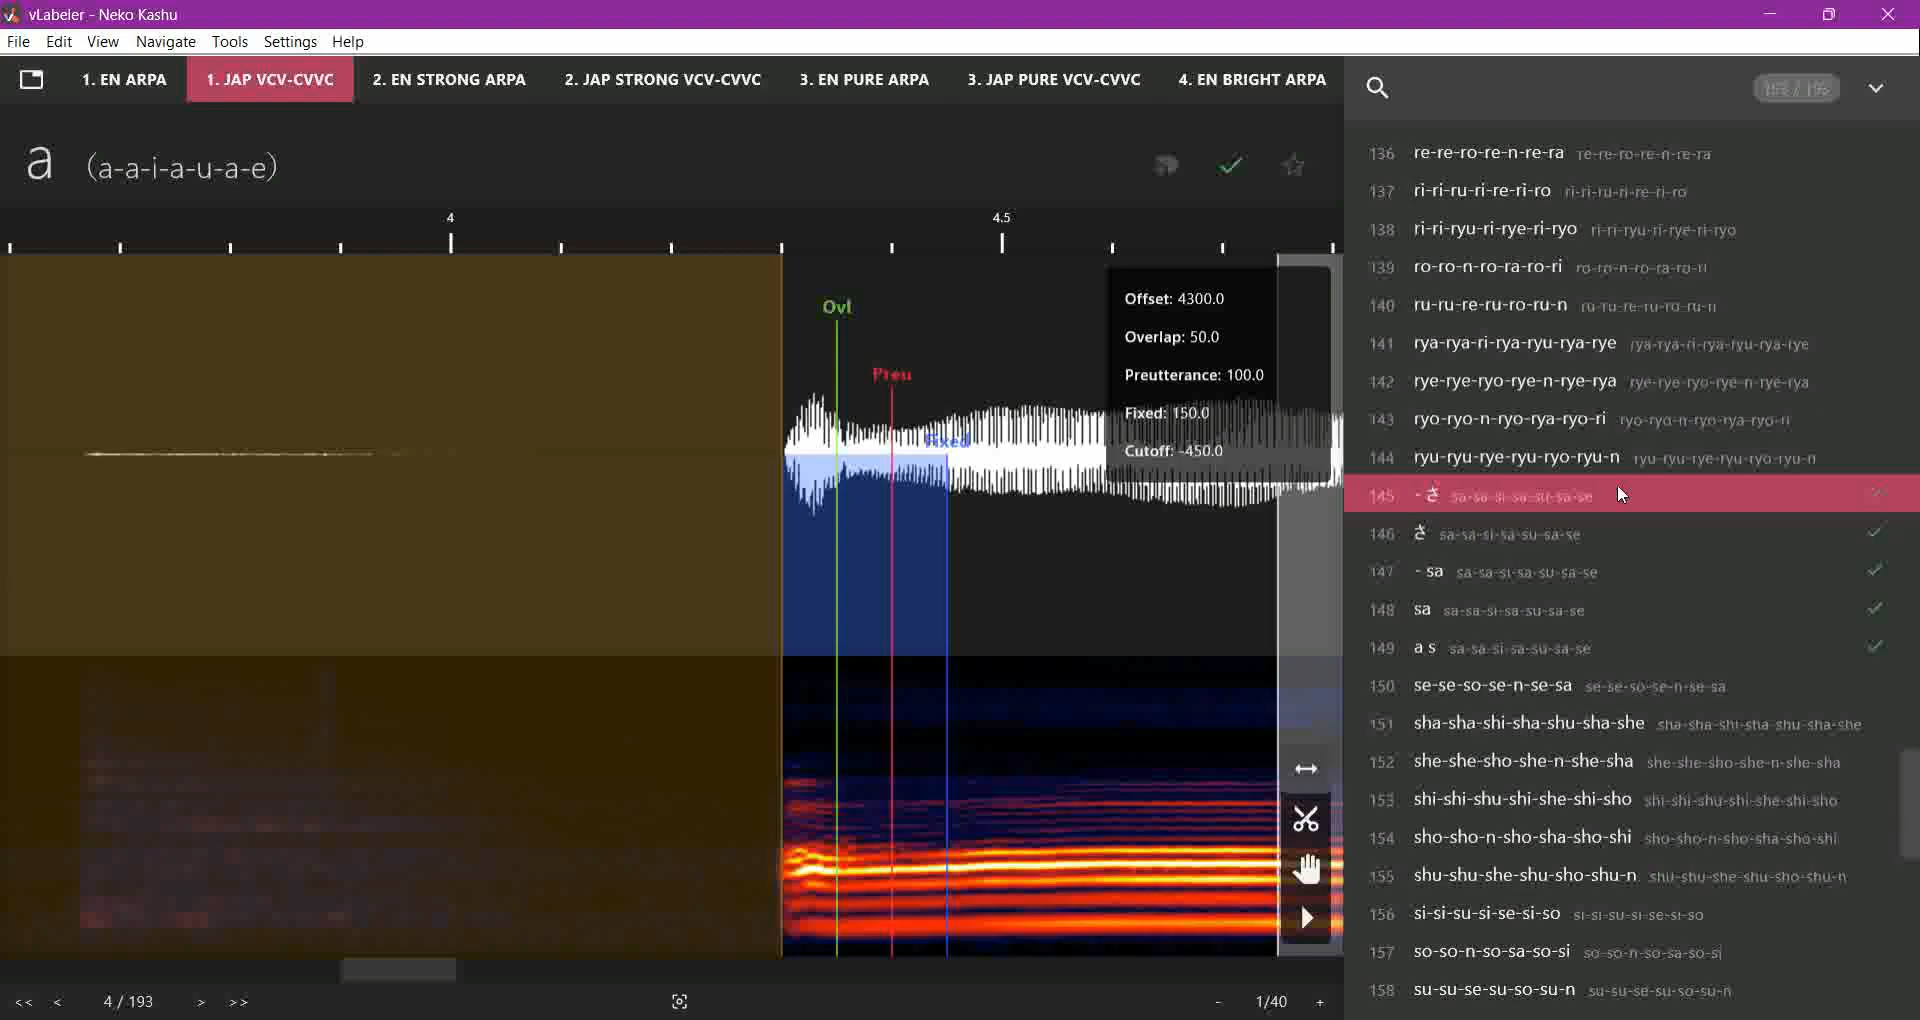 vLabeler - Neko Kashu
File Edit View Navigate Tools Settings Help
1. EN ARPA 1. JAP VCV-CVVC 2. EN STRONG ARPA 2. JAP STRONG VCV-CVVC 3. EN PURE ARPA 3. JAP PURE VCV-CVVC 4. EN BRIGHT ARPA
a (a-a-i-a-u-a-e)
4 4.5
Ovl
Preu
Fixed
Offset: 4300.0
Overlap: 50.0
Preutterance: 100.0
Fixed: 150.0
Cutoff: -450.0
<< < 4 / 193 > >> - 1/40 +
136 re-re-ro-re-n-re-ra re-re-ro-re-n-re-ra
137 ri-ri-ru-ri-re-ri-ro ri-ri-ru-ri-re-ri-ro
138 ri-ri-ryu-ri-rye-ri-ryo ri-ri-ryu-ri-rye-ri-ryo
139 ro-ro-n-ro-ra-ro-ri ro-ro-n-ro-ra-ro-ri
140 ru-ru-re-ru-ro-ru-n ru-ru-re-ru-ro-ru-n
141 rya-rya-ri-rya-ryu-rya-rye rya-rya-ri-rya-ryu-rya-rye
142 rye-rye-ryo-rye-n-rye-rya rye-rye-ryo-rye-n-rye-rya
143 ryo-ryo-n-ryo-rya-ryo-ri ryo-ryo-n-ryo-rya-ryo-ri
144 ryu-ryu-rye-ryu-ryo-ryu-n ryu-ryu-rye-ryu-ryo-ryu-n
145 - さ sa-sa-si-sa-su-sa-se
146 さ sa-sa-si-sa-su-sa-se
147 - sa sa-sa-si-sa-su-sa-se
148 sa sa-sa-si-sa-su-sa-se
149 a s sa-sa-si-sa-su-sa-se
150 se-se-so-se-n-se-sa se-se-so-se-n-se-sa
151 sha-sha-shi-sha-shu-sha-she sha-sha-shi-sha-shu-sha-she
152 she-she-sho-she-n-she-sha she-she-sho-she-n-she-sha
153 shi-shi-shu-shi-she-shi-sho shi-shi-shu-shi-she-shi-sho
154 sho-sho-n-sho-sha-sho-shi sho-sho-n-sho-sha-sho-shi
155 shu-shu-she-shu-sho-shu-n shu-shu-she-shu-sho-shu-n
156 si-si-su-si-se-si-so si-si-su-si-se-si-so
157 so-so-n-so-sa-so-si so-so-n-so-sa-so-si
158 su-su-se-su-so-su-n su-su-se-su-so-su-n